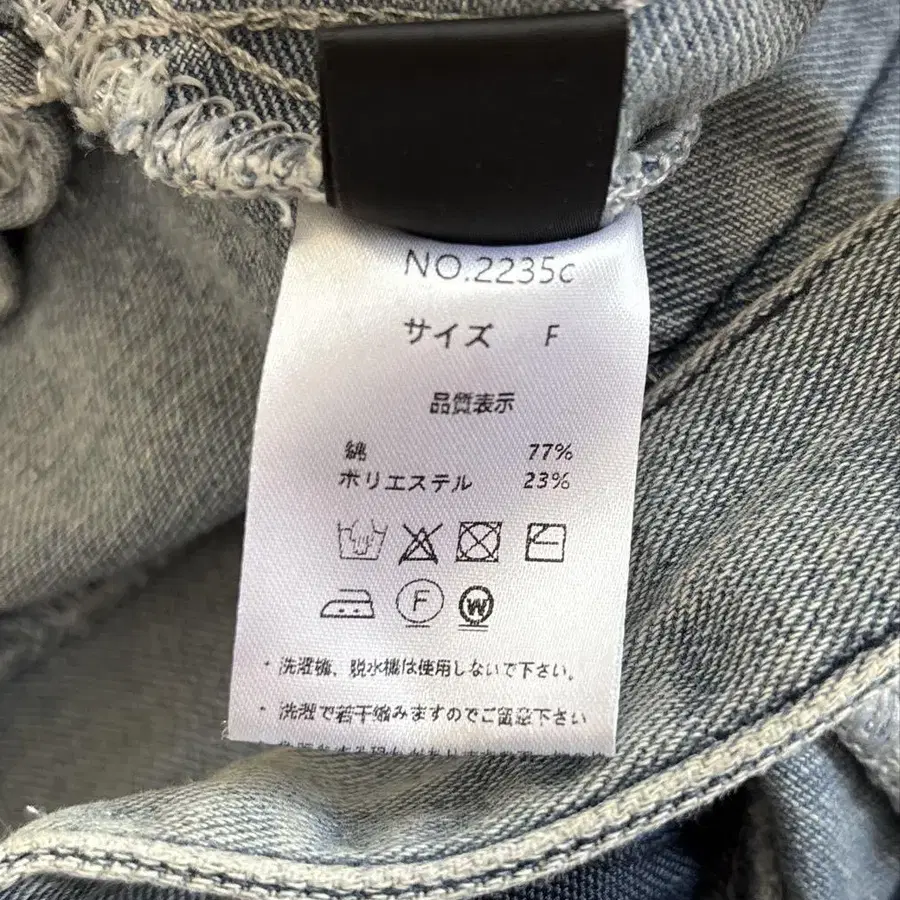 NO.2235c
サイズ F
品質表示
綿 77%
ポリエステル 23%
F
W
・洗濯機、脱水機は使用しないで下さい。
・洗濯で若干縮みますのでご留意下さい